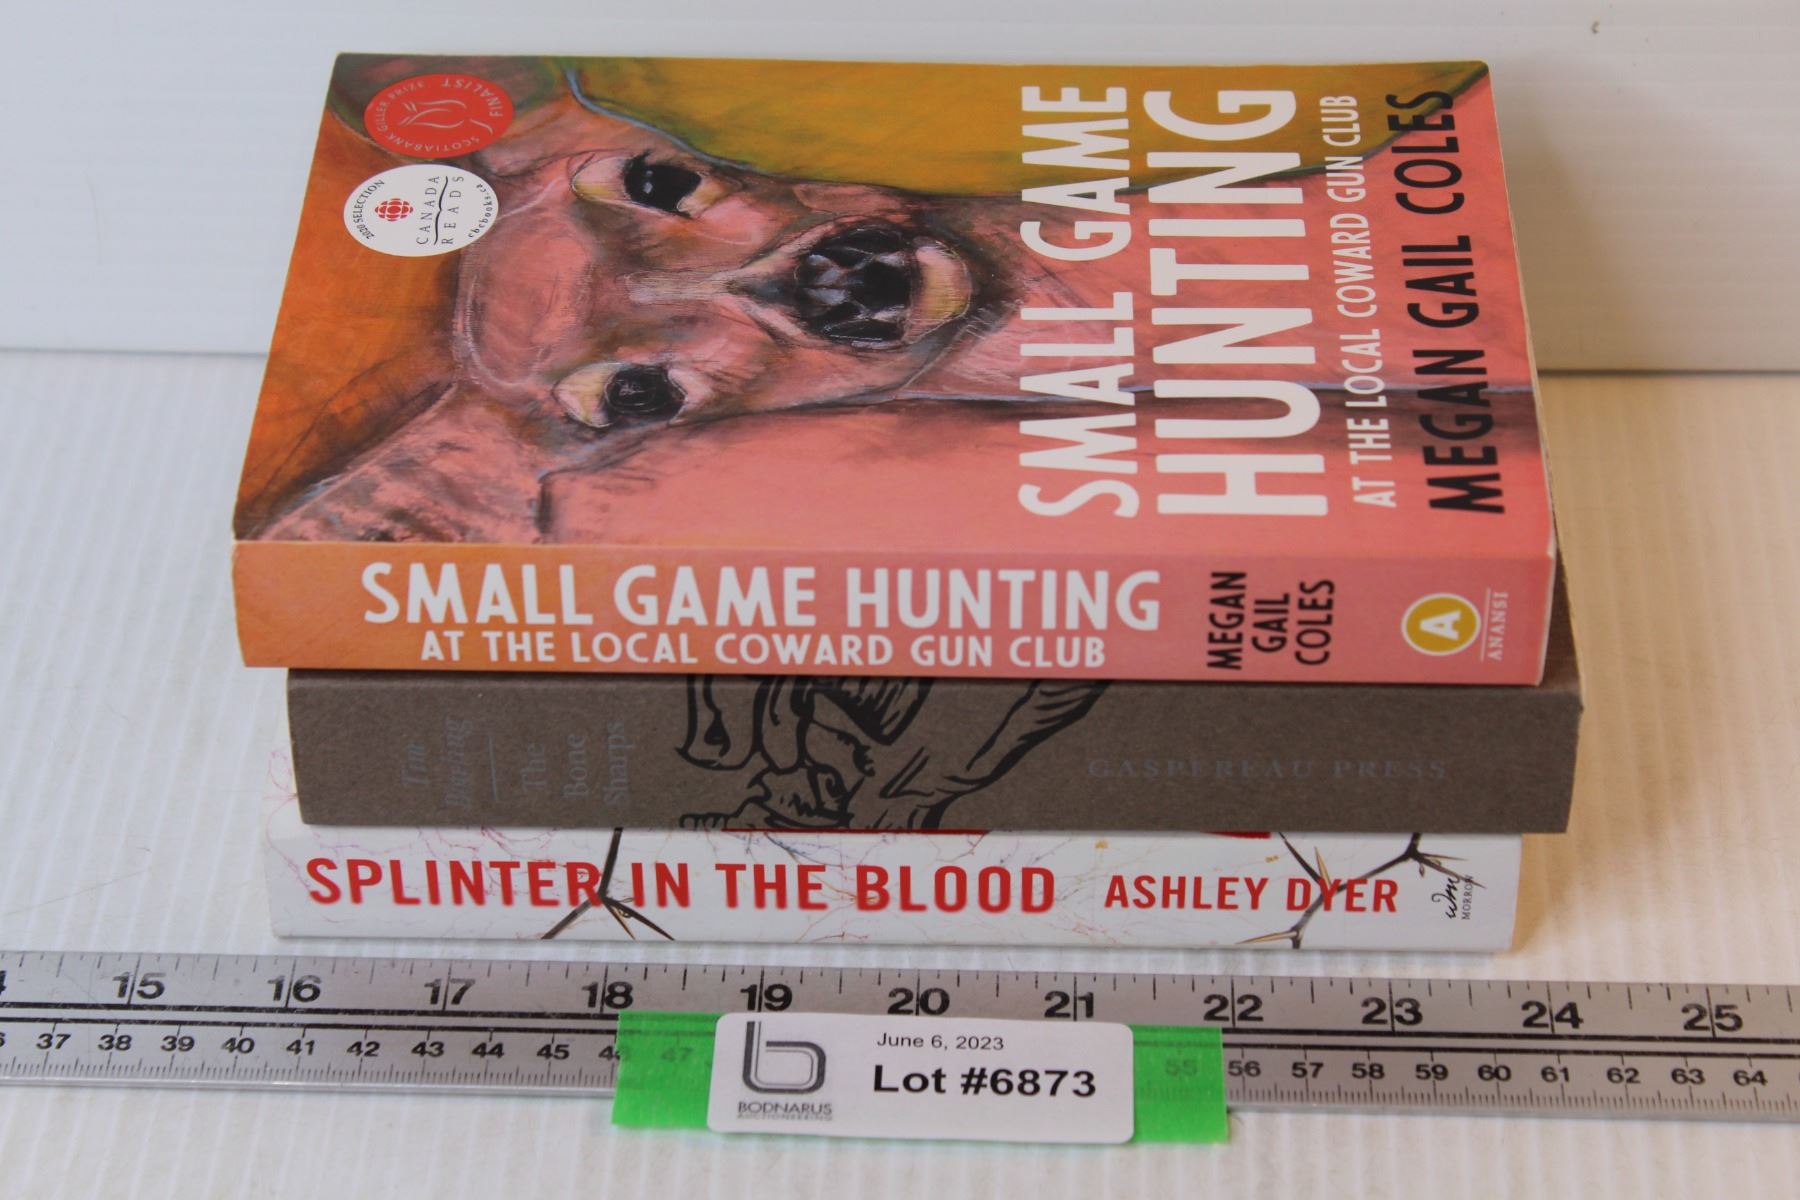 SCOTIABANK GILLER PRIZE FINALIST
2020 SELECTION
CANADA
READS
cbcbooks.ca
SMALL GAME
HUNTING
AT THE LOCAL COWARD GUN CLUB
MEGAN GAIL COLES
SMALL GAME HUNTING
AT THE LOCAL COWARD GUN CLUB
MEGAN
GAIL
COLES
A
ANANSI
Tim
Bowling
The
Bone
Sharps
GASPEREAU PRESS
SPLINTER IN THE BLOOD
ASHLEY DYER
Wm
MORROW
15 16 17 18 19 20 21 22 23 24 25
37 38 39 40 41 42 43 44 45 46 47 55 56 57 58 59 60 61 62 63 64
June 6, 2023
Lot #6873
b
BODNARUS
AUCTIONEERING